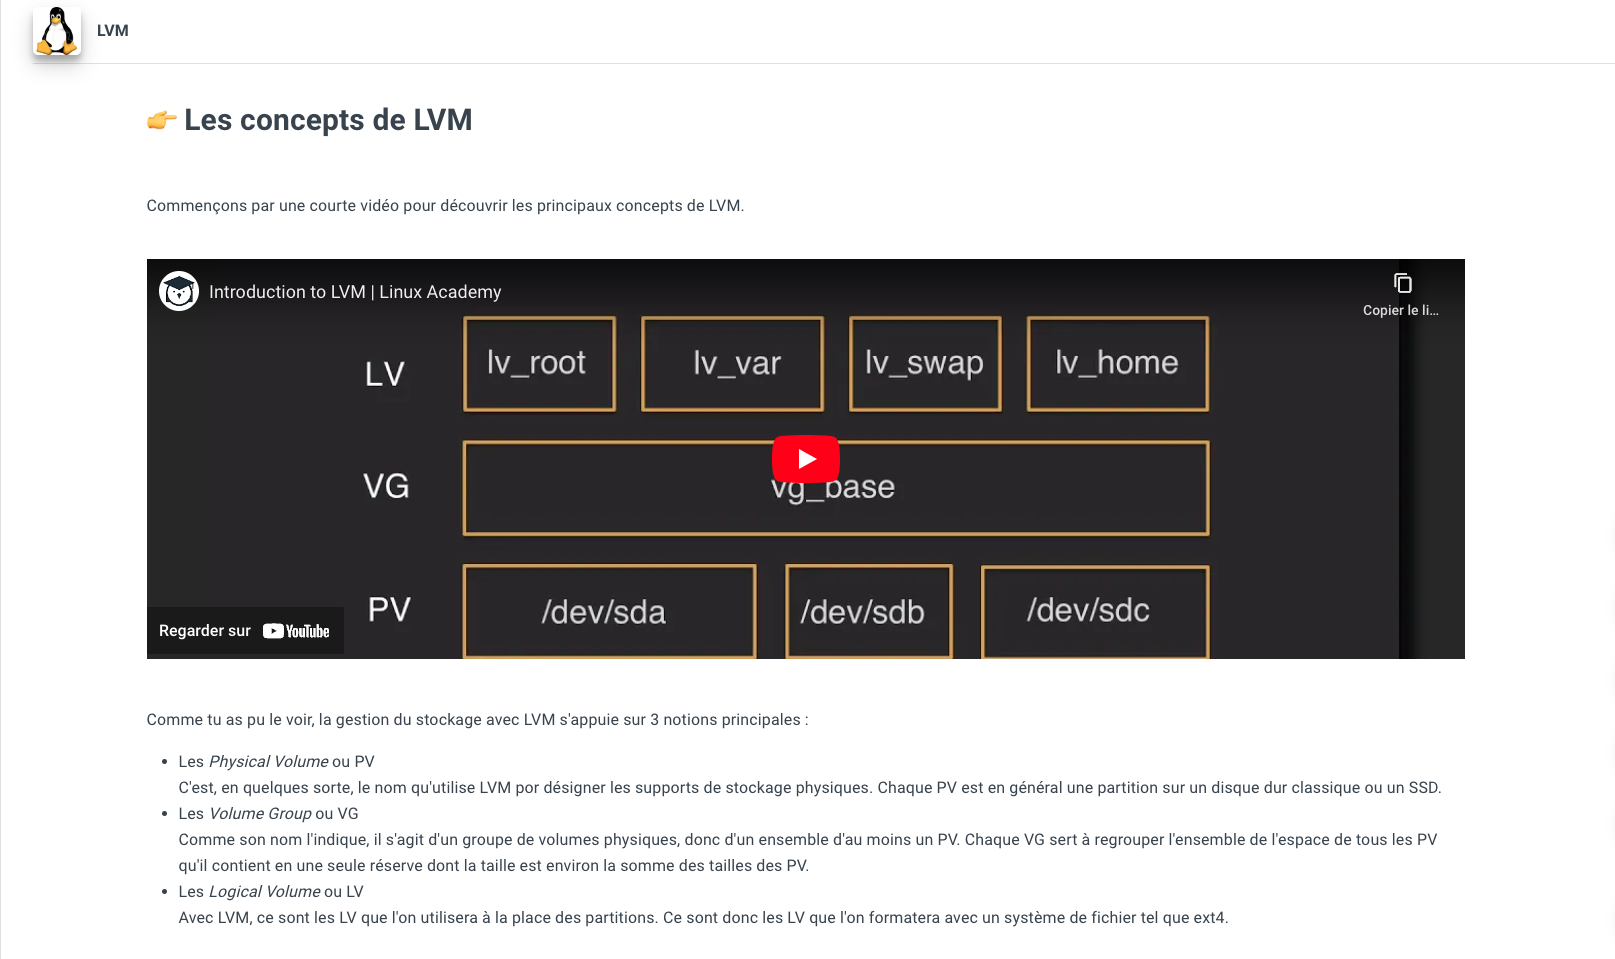 LVM
👉 Les concepts de LVM
Commençons par une courte vidéo pour découvrir les principaux concepts de LVM.
Introduction to LVM | Linux Academy
Copier le li...
LV
lv_root
lv_var
lv_swap
lv_home
VG
vg_base
PV
/dev/sda
/dev/sdb
/dev/sdc
Regarder sur YouTube
Comme tu as pu le voir, la gestion du stockage avec LVM s'appuie sur 3 notions principales :
• Les Physical Volume ou PV
C'est, en quelques sorte, le nom qu'utilise LVM por désigner les supports de stockage physiques. Chaque PV est en général une partition sur un disque dur classique ou un SSD.
• Les Volume Group ou VG
Comme son nom l'indique, il s'agit d'un groupe de volumes physiques, donc d'un ensemble d'au moins un PV. Chaque VG sert à regrouper l'ensemble de l'espace de tous les PV
qu'il contient en une seule réserve dont la taille est environ la somme des tailles des PV.
• Les Logical Volume ou LV
Avec LVM, ce sont les LV que l'on utilisera à la place des partitions. Ce sont donc les LV que l'on formatera avec un système de fichier tel que ext4.